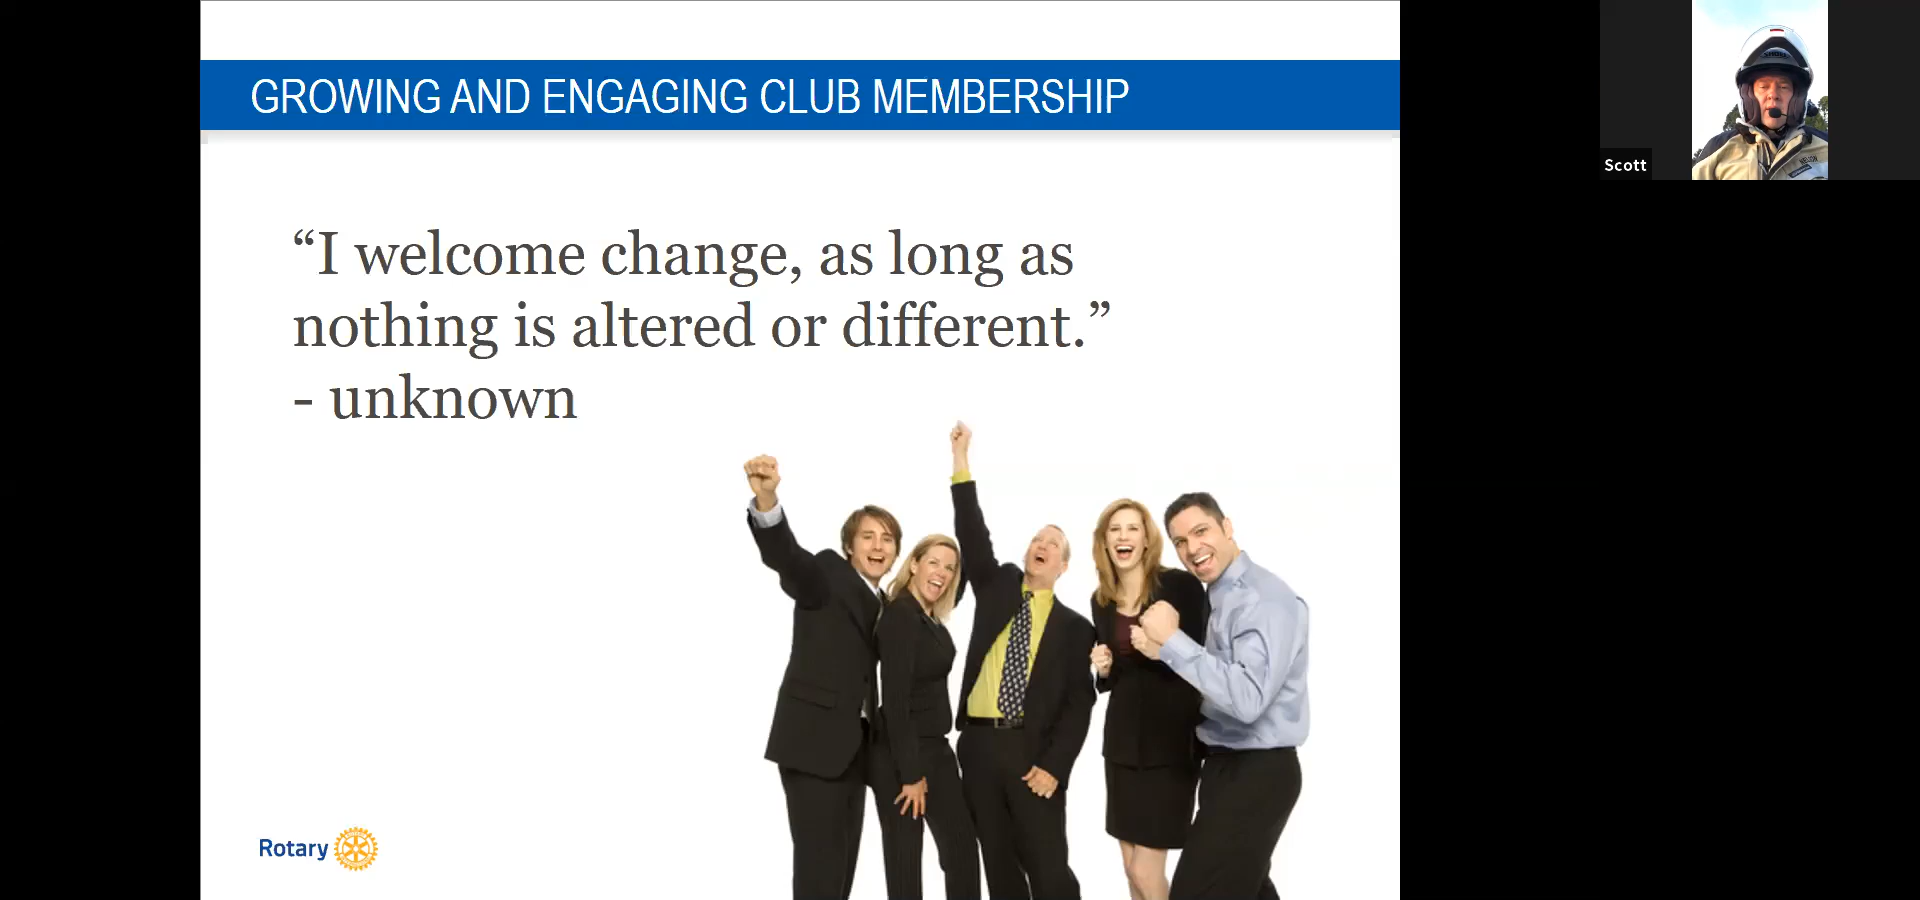 GROWING AND ENGAGING CLUB MEMBERSHIP
Scott
“I welcome change, as long as
nothing is altered or different.”
- unknown
Rotary